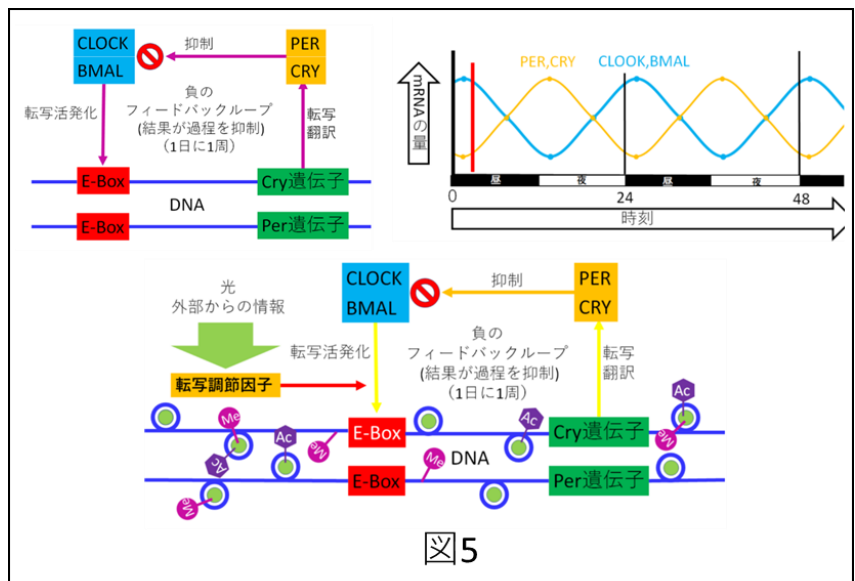 CLOCK
BMAL
抑制
PER
CRY
転写活発化
負の
フィードバックループ
(結果が過程を抑制)
（1日に1周）
転写
翻訳
E-Box
Cry遺伝子
DNA
E-Box
Per遺伝子
mRNAの量
PER,CRY
CLOOK,BMAL
昼
夜
昼
夜
0
24
48
時刻
光
外部からの情報
転写調節因子
CLOCK
BMAL
抑制
PER
CRY
転写活発化
負の
フィードバックループ
(結果が過程を抑制)
（1日に1周）
転写
翻訳
Me
Ac
Ac
Me
Me
E-Box
Ac
Cry遺伝子
Ac
Me
DNA
Me
E-Box
Per遺伝子
図5